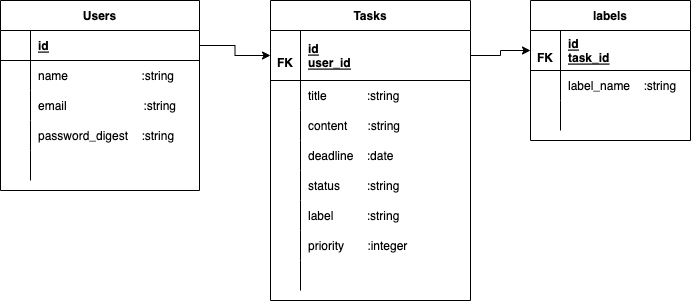 Users
id
name :string
email :string
password_digest :string
Tasks
id
FK user_id
title :string
content :string
deadline :date
status :string
label :string
priority :integer
labels
id
FK task_id
label_name :string